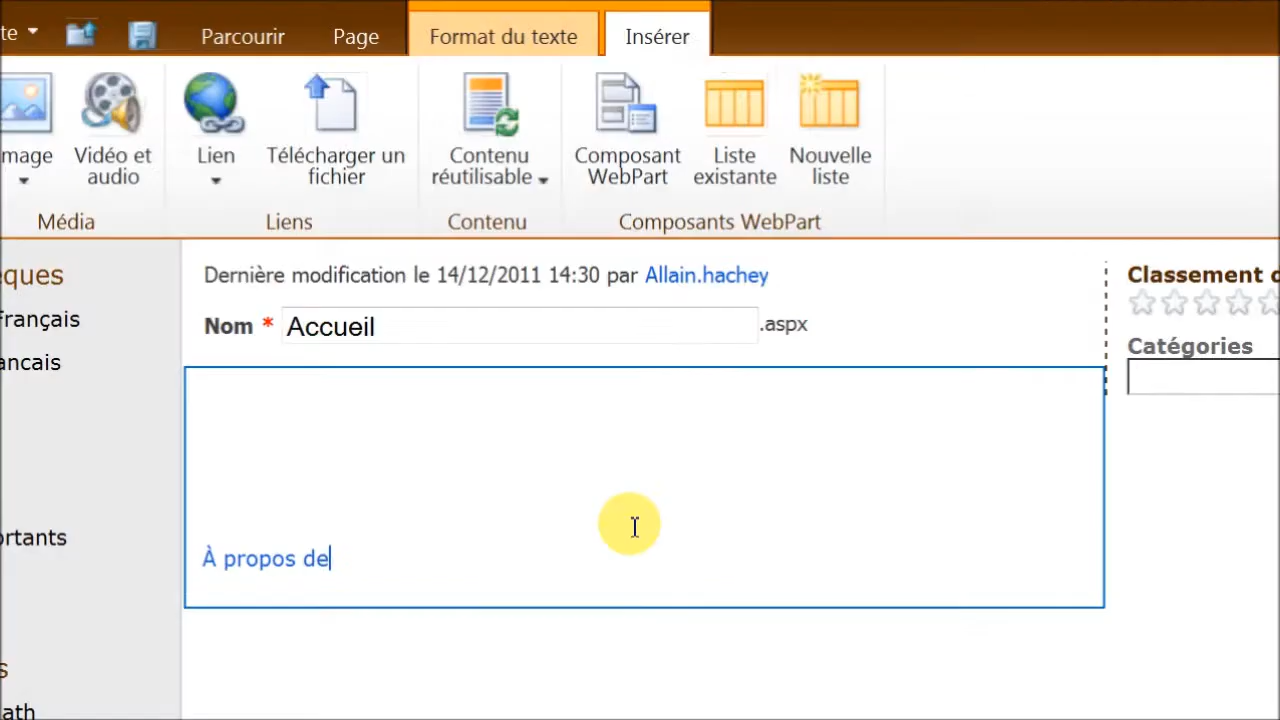 te
Parcourir
Page
Format du texte
Insérer
mage
Vidéo et
audio
Lien
Télécharger un
fichier
Contenu
réutilisable
Composant
WebPart
Liste
existante
Nouvelle
liste
Média
Liens
Contenu
Composants WebPart
èques
Français
ancais
ortants
s
ath
Dernière modification le 14/12/2011 14:30 par Allain.hachey
Nom * Accueil .aspx
À propos de
Classement d
Catégories